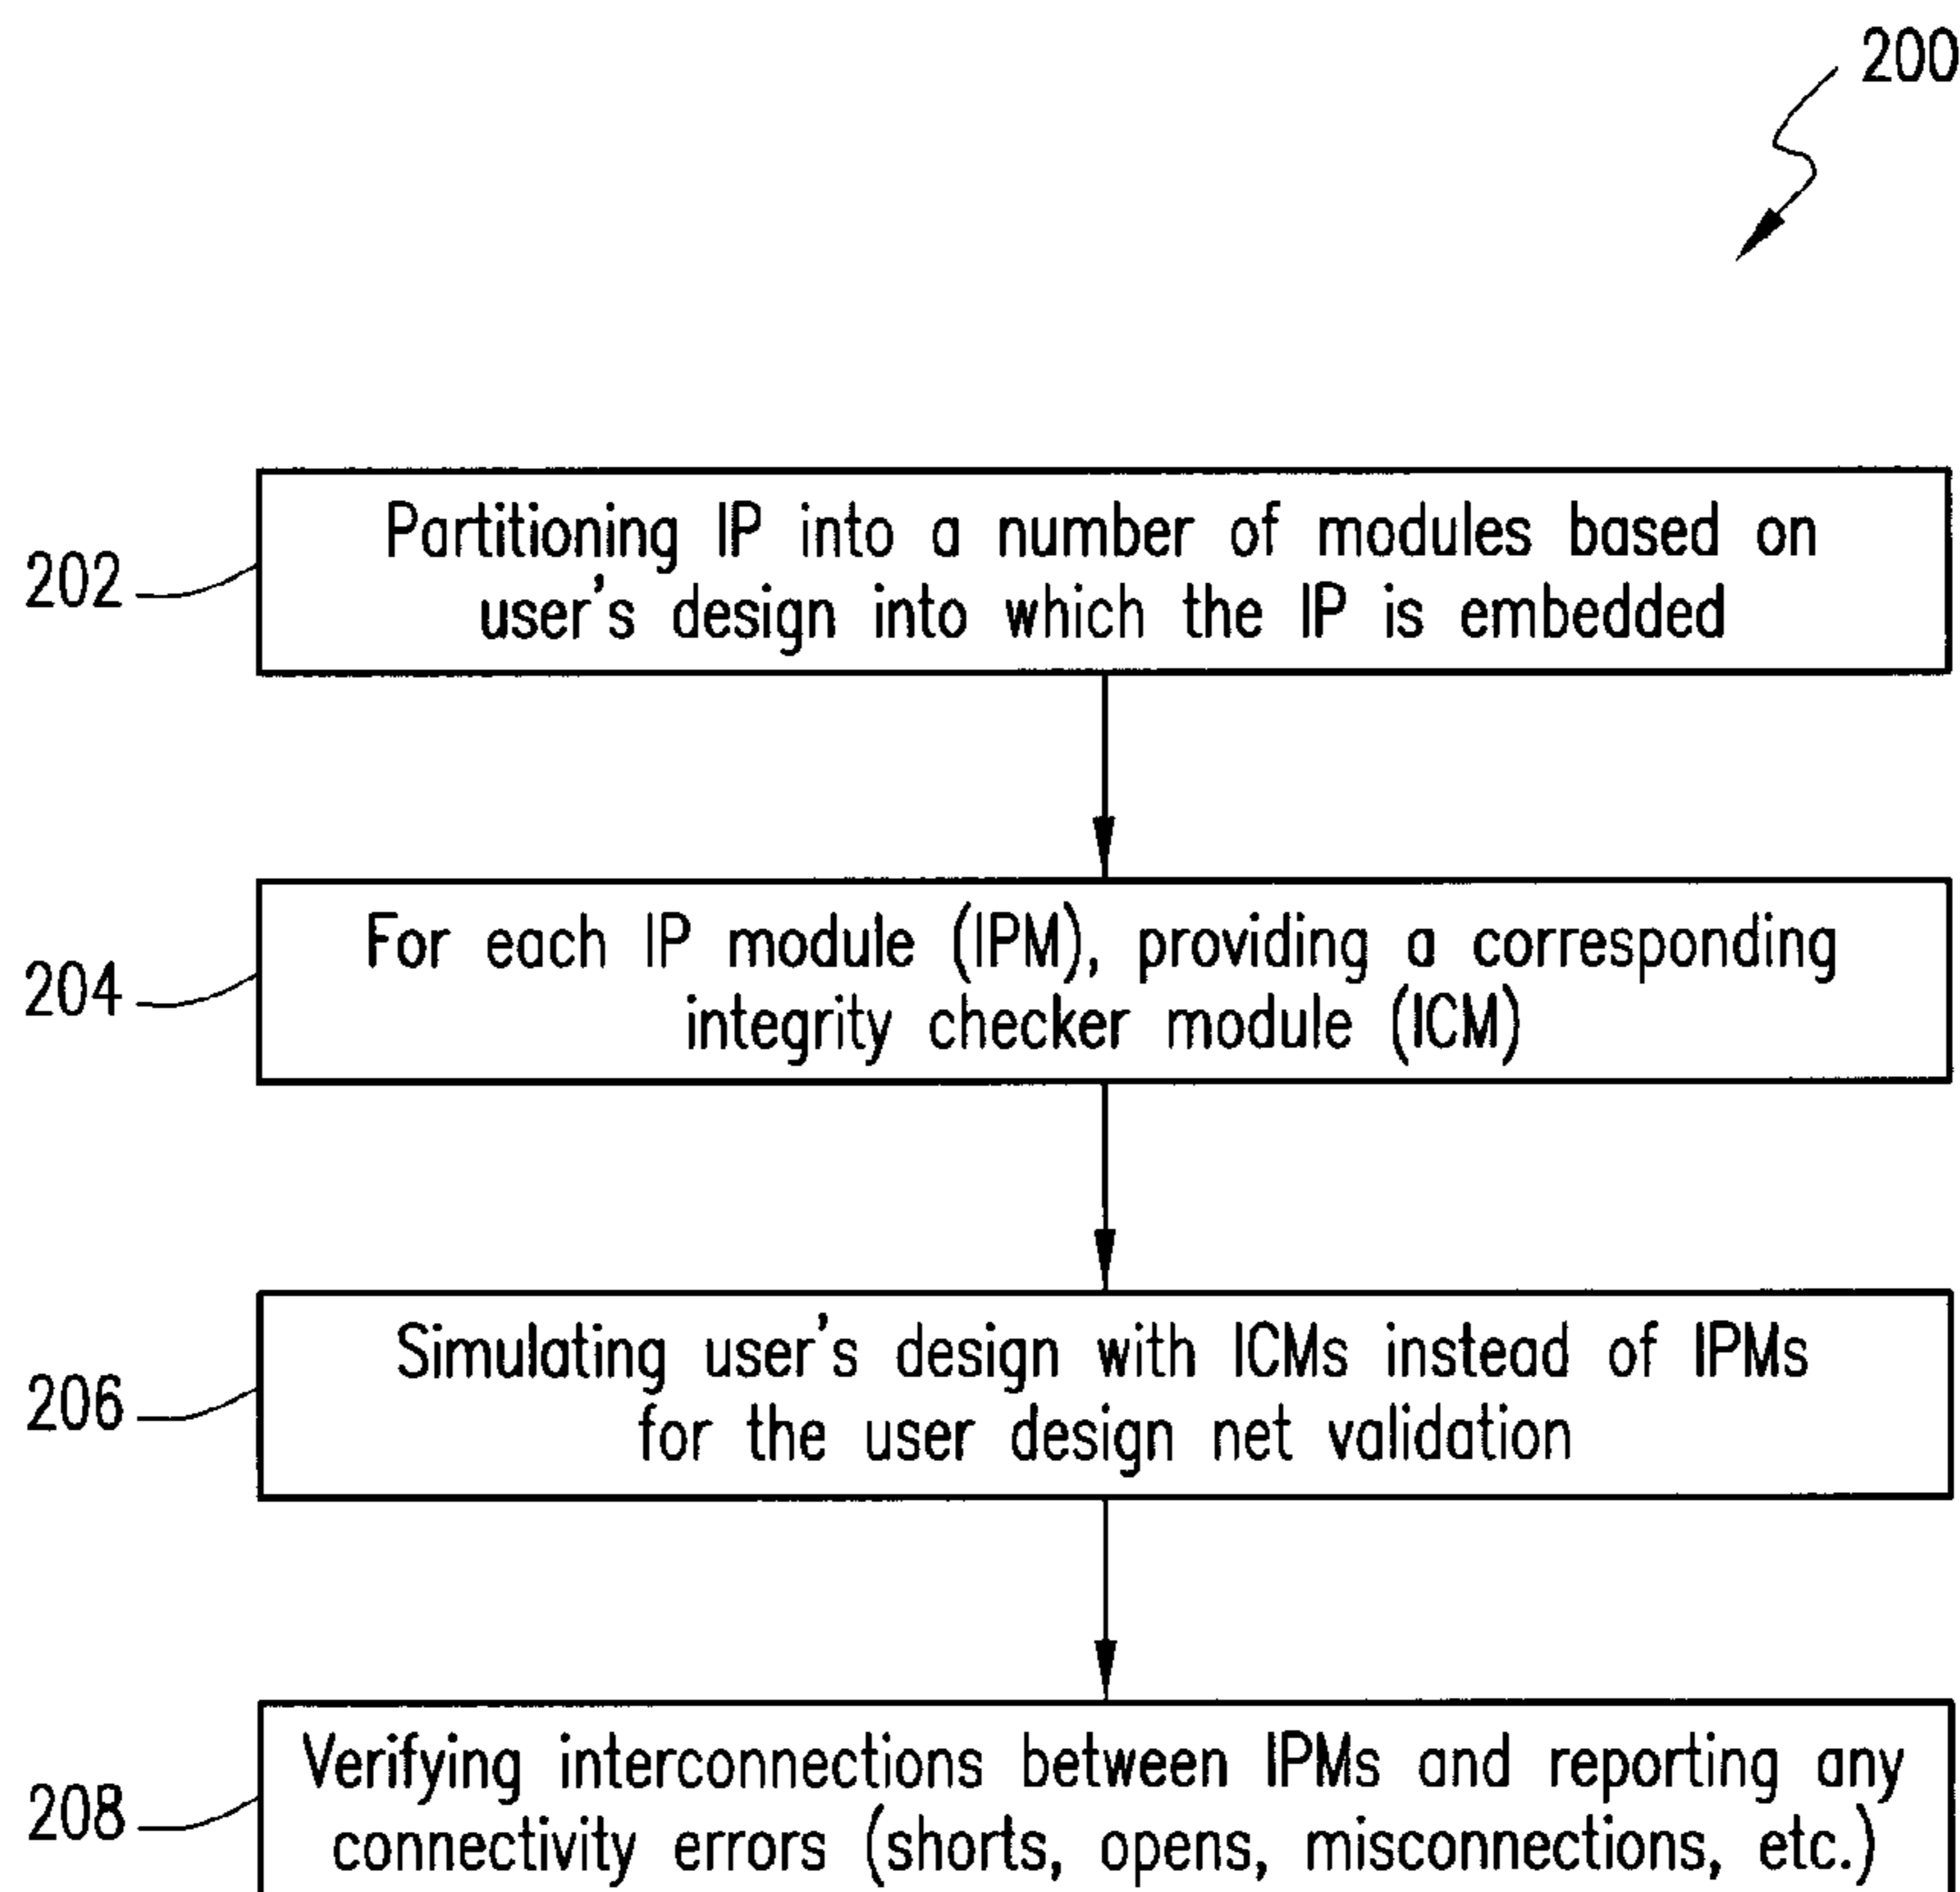 200
202
Partitioning IP into a number of modules based on
user's design into which the IP is embedded
204
For each IP module (IPM), providing a corresponding
integrity checker module (ICM)
206
Simulating user's design with ICMs instead of IPMs
for the user design net validation
208
Verifying interconnections between IPMs and reporting any
connectivity errors (shorts, opens, misconnections, etc.)